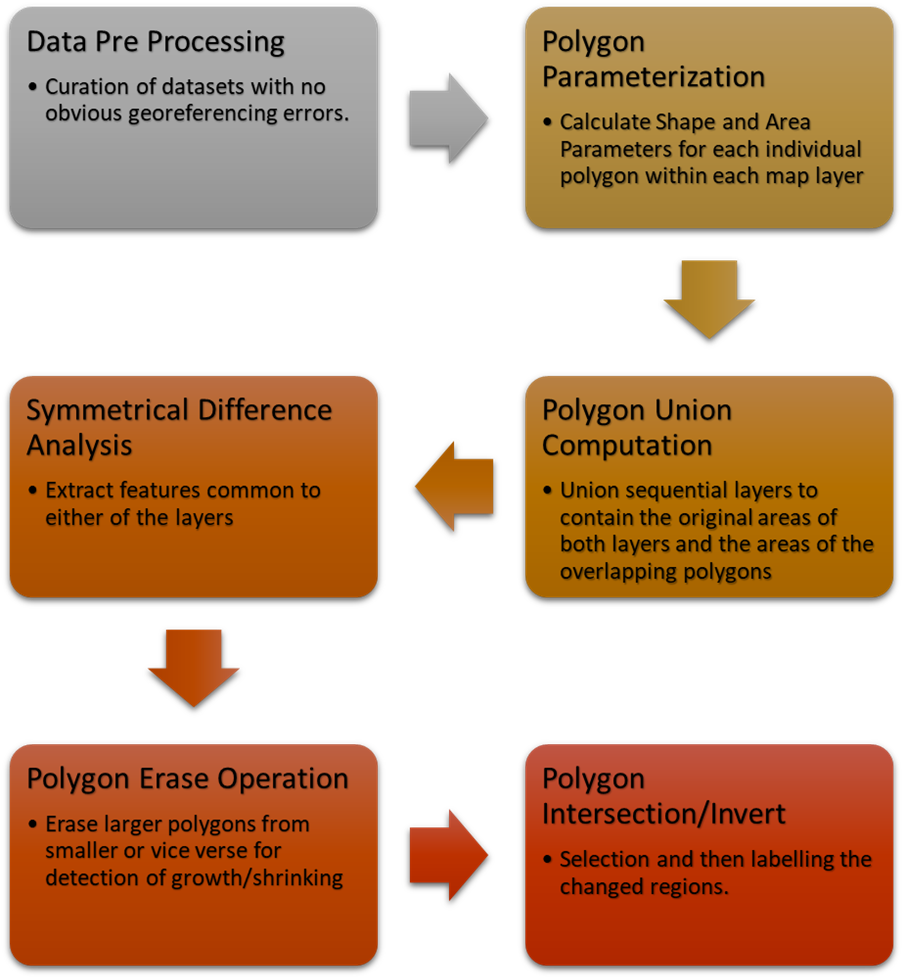 Data Pre Processing
• Curation of datasets with no
obvious georeferencing errors.
Polygon
Parameterization
• Calculate Shape and Area
Parameters for each individual
polygon within each map layer
Polygon Union
Computation
• Union sequential layers to
contain the original areas of
both layers and the areas of the
overlapping polygons
Symmetrical Difference
Analysis
• Extract features common to
either of the layers
Polygon Erase Operation
• Erase larger polygons from
smaller or vice verse for
detection of growth/shrinking
Polygon
Intersection/Invert
• Selection and then labelling the
changed regions.